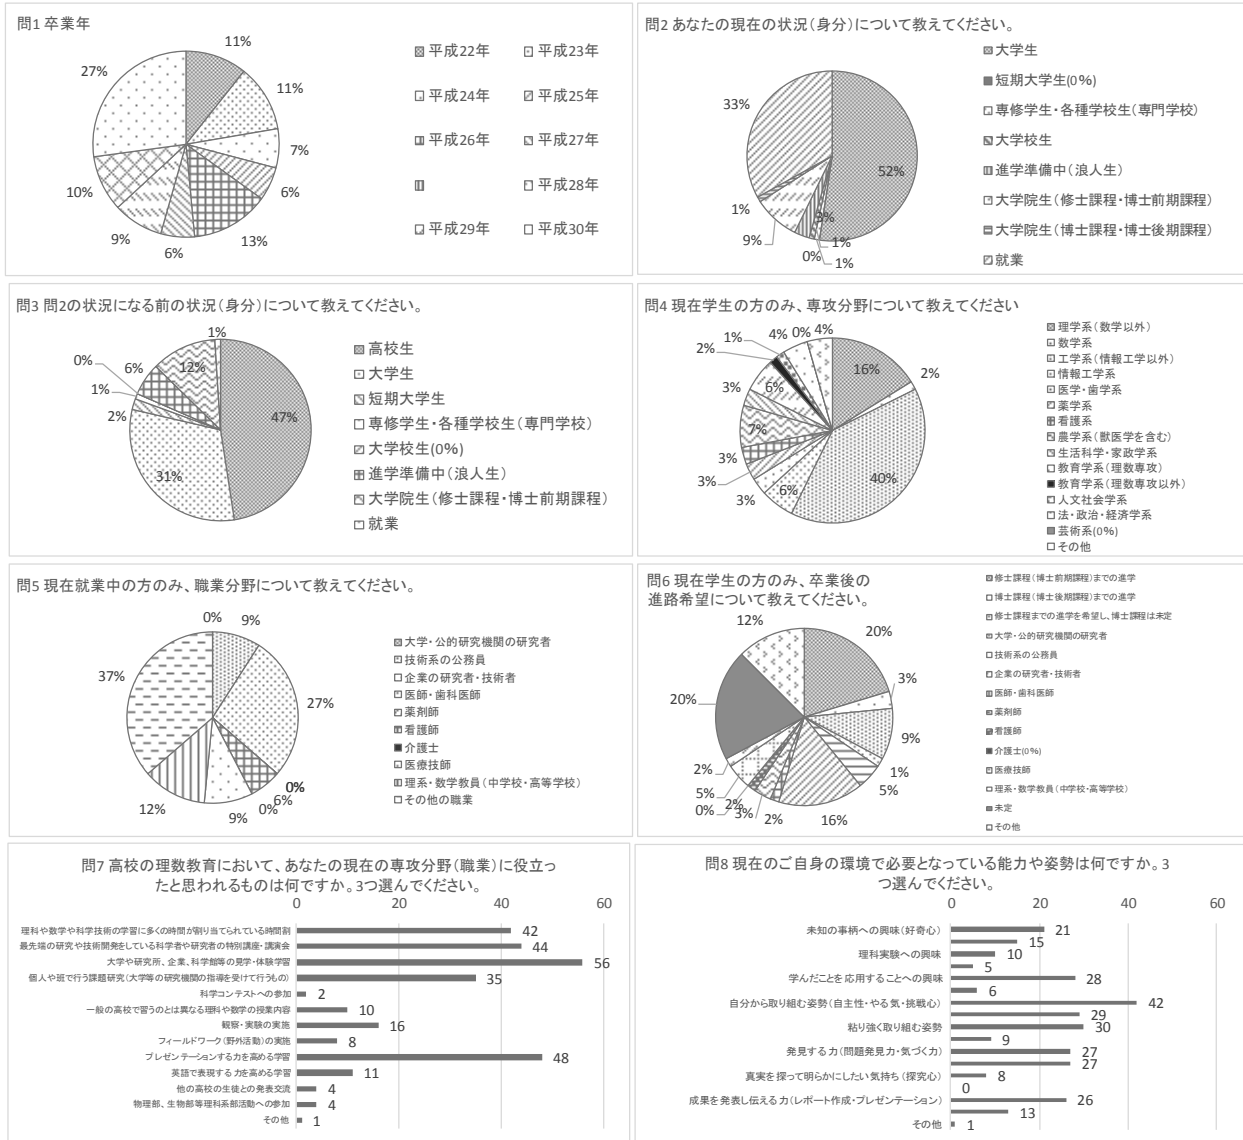 問1 卒業年
11%
11%
7%
6%
13%
6%
9%
10%
27%
平成22年
平成23年
平成24年
平成25年
平成26年
平成27年
平成28年
平成29年
平成30年
問2 あなたの現在の状況(身分)について教えてください。
33%
52%
3%
1%
1%
0%
9%
1%
大学生
短期大学生(0%)
専修学生・各種学校生(専門学校)
大学校生
進学準備中(浪人生)
大学院生(修士課程・博士前期課程)
大学院生(博士課程・博士後期課程)
就業
問3 問2の状況になる前の状況(身分)について教えてください。
1%
12%
6%
0%
1%
2%
31%
47%
高校生
大学生
短期大学生
専修学生・各種学校生(専門学校)
大学校生(0%)
進学準備中(浪人生)
大学院生(修士課程・博士前期課程)
就業
問4 現在学生の方のみ、専攻分野について教えてください
4%
0%
4%
1%
2%
6%
3%
7%
3%
3%
3%
6%
40%
2%
16%
理学系(数学以外)
数学系
工学系(情報工学以外)
情報工学系
医学・歯学系
薬学系
看護系
農学系(獣医学を含む)
生活科学・家政学系
教育学系(理数専攻)
教育学系(理数専攻以外)
人文社会学系
法・政治・経済学系
芸術系(0%)
その他
問5 現在就業中の方のみ、職業分野について教えてください。
0%
9%
27%
0%
0%
6%
0%
9%
12%
37%
大学・公的研究機関の研究者
技術系の公務員
企業の研究者・技術者
医師・歯科医師
薬剤師
看護師
介護士
医療技師
理系・数学教員(中学校・高等学校)
その他の職業
問6 現在学生の方のみ、卒業後の
進路希望について教えてください。
12%
20%
3%
9%
1%
5%
16%
2%
3%
2%
0%
5%
2%
20%
修士課程(博士前期課程)までの進学
博士課程(博士後期課程)までの進学
修士課程までの進学を希望し、博士課程は未定
大学・公的研究機関の研究者
技術系の公務員
企業の研究者・技術者
医師・歯科医師
薬剤師
看護師
介護士(0%)
医療技師
理系・数学教員(中学校・高等学校)
未定
その他
問7 高校の理数教育において、あなたの現在の専攻分野(職業)に役立っ
たと思われるものは何ですか。3つ選んでください。
0 20 40 60
理科や数学や科学技術の学習に多くの時間が割り当てられている時間割 42
最先端の研究や技術開発をしている科学者や研究者の特別講座・講演会 44
大学や研究所、企業、科学館等の見学・体験学習 56
個人や班で行う課題研究(大学等の研究機関の指導を受けて行うもの) 35
科学コンテストへの参加 2
一般の高校で習うのとは異なる理科や数学の授業内容 10
観察・実験の実施 16
フィールドワーク(野外活動)の実施 8
プレゼンテーションする力を高める学習 48
英語で表現する力を高める学習 11
他の高校の生徒との発表交流 4
物理部、生物部等理科系部活動への参加 4
その他 1
問8 現在のご自身の環境で必要となっている能力や姿勢は何ですか。3
つ選んでください。
0 20 40 60
未知の事柄への興味(好奇心) 21
15
理科実験への興味 10
5
学んだことを応用することへの興味 28
6
自分から取り組む姿勢(自主性・やる気・挑戦心) 42
29
粘り強く取り組む姿勢 30
9
発見する力(問題発見力・気づく力) 27
27
真実を探って明らかにしたい気持ち(探究心) 8
0
成果を発表し伝える力(レポート作成・プレゼンテーション) 26
13
その他 1